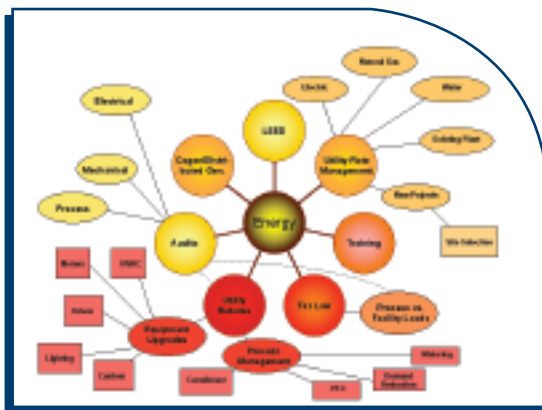 Natural Gas
Electric
Water
Electrical
LEED
Existing Plant
Utility Rate
Management
Mechanical
New Projects
Process
Energy
Training
Site Selection
Audits
Motors
HVAC
Utility
Rebates
Tax Law
Process vs
Facility Loads
Drives
Equipment
Upgrades
Process
Management
Metering
Lighting
Custom
Compliance
Demand
Reduction